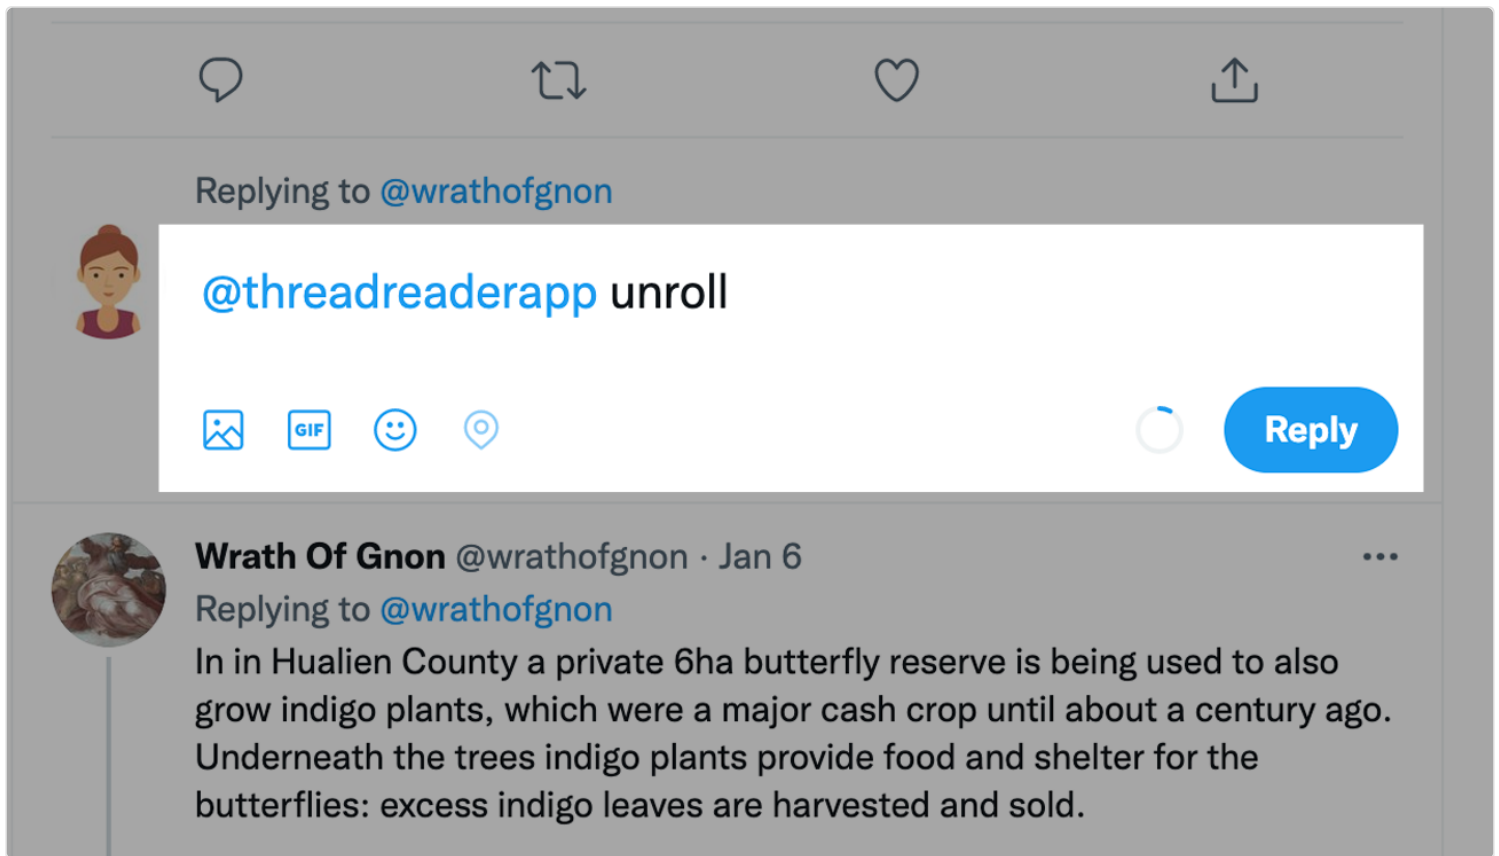 Replying to @wrathofgnon
@threadreaderapp unroll
GIF
Reply
Wrath Of Gnon @wrathofgnon · Jan 6
Replying to @wrathofgnon
In in Hualien County a private 6ha butterfly reserve is being used to also
grow indigo plants, which were a major cash crop until about a century ago.
Underneath the trees indigo plants provide food and shelter for the
butterflies: excess indigo leaves are harvested and sold.